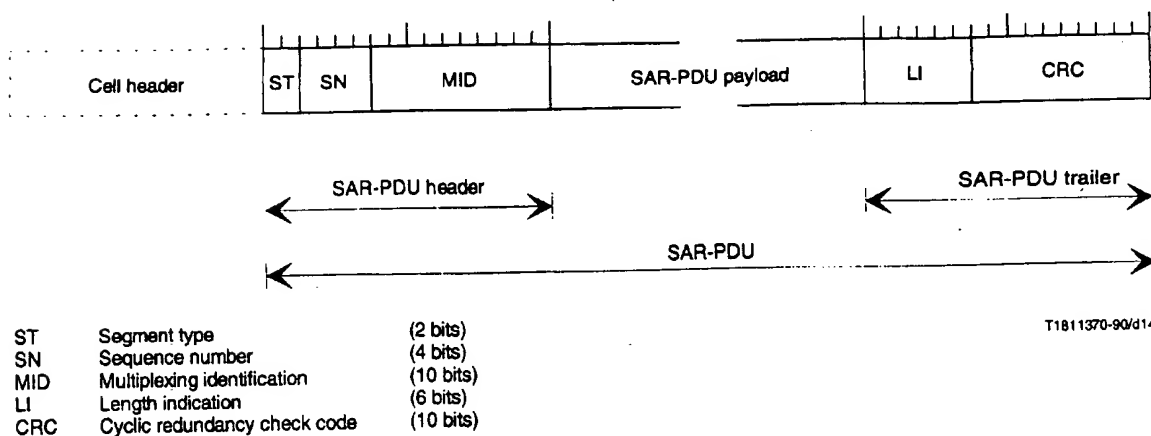 Cell header ST SN MID SAR-PDU payload LI CRC
SAR-PDU header SAR-PDU trailer
SAR-PDU
T1811370-90/d14
ST Segment type (2 bits)
SN Sequence number (4 bits)
MID Multiplexing identification (10 bits)
LI Length indication (6 bits)
CRC Cyclic redundancy check code (10 bits)